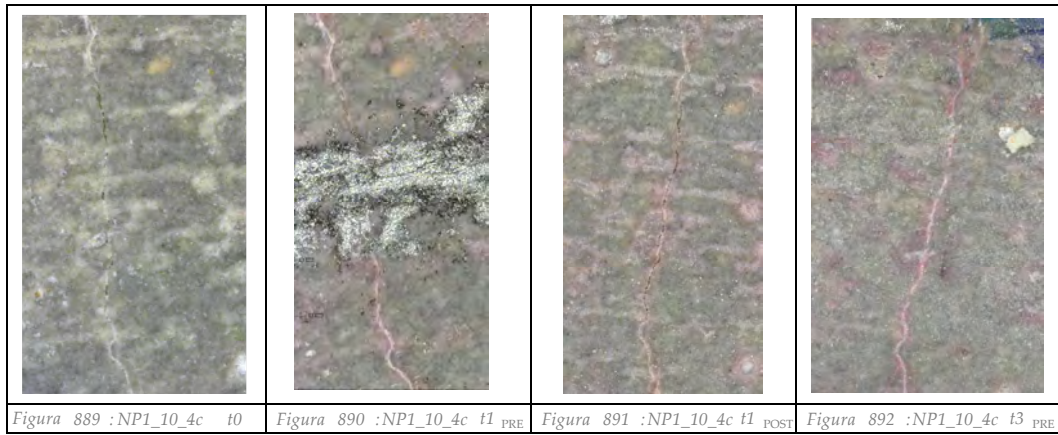 Figura 889 :NP1_10_4c t0
Figura 890 :NP1_10_4c t1 PRE
Figura 891 :NP1_10_4c t1 POST
Figura 892 :NP1_10_4c t3 PRE